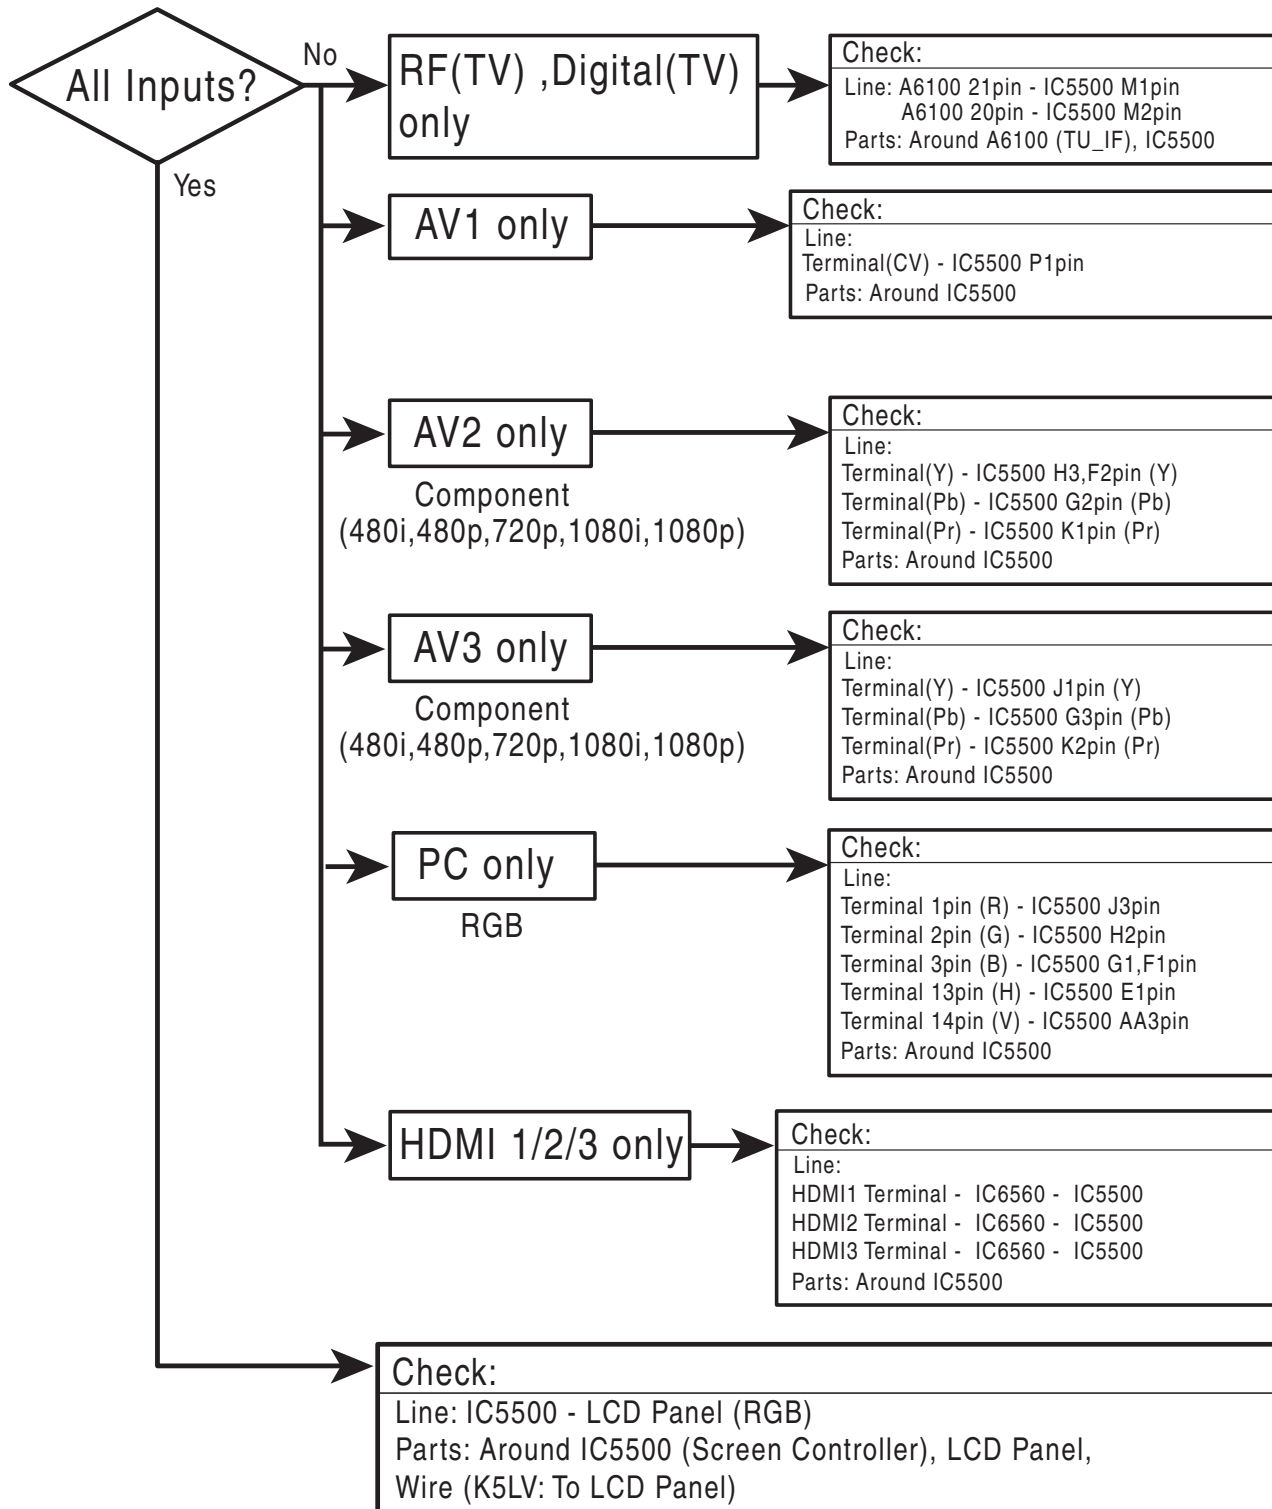 All Inputs?
No
Yes
RF(TV) ,Digital(TV)
only
Check:
Line: A6100 21pin - IC5500 M1pin
A6100 20pin - IC5500 M2pin
Parts: Around A6100 (TU_IF), IC5500
AV1 only
Check:
Line:
Terminal(CV) - IC5500 P1pin
Parts: Around IC5500
AV2 only
Component
(480i,480p,720p,1080i,1080p)
Check:
Line:
Terminal(Y) - IC5500 H3,F2pin (Y)
Terminal(Pb) - IC5500 G2pin (Pb)
Terminal(Pr) - IC5500 K1pin (Pr)
Parts: Around IC5500
AV3 only
Component
(480i,480p,720p,1080i,1080p)
Check:
Line:
Terminal(Y) - IC5500 J1pin (Y)
Terminal(Pb) - IC5500 G3pin (Pb)
Terminal(Pr) - IC5500 K2pin (Pr)
Parts: Around IC5500
PC only
RGB
Check:
Line:
Terminal 1pin (R) - IC5500 J3pin
Terminal 2pin (G) - IC5500 H2pin
Terminal 3pin (B) - IC5500 G1,F1pin
Terminal 13pin (H) - IC5500 E1pin
Terminal 14pin (V) - IC5500 AA3pin
Parts: Around IC5500
HDMI 1/2/3 only
Check:
Line:
HDMI1 Terminal - IC6560 - IC5500
HDMI2 Terminal - IC6560 - IC5500
HDMI3 Terminal - IC6560 - IC5500
Parts: Around IC5500
Check:
Line: IC5500 - LCD Panel (RGB)
Parts: Around IC5500 (Screen Controller), LCD Panel,
Wire (K5LV: To LCD Panel)